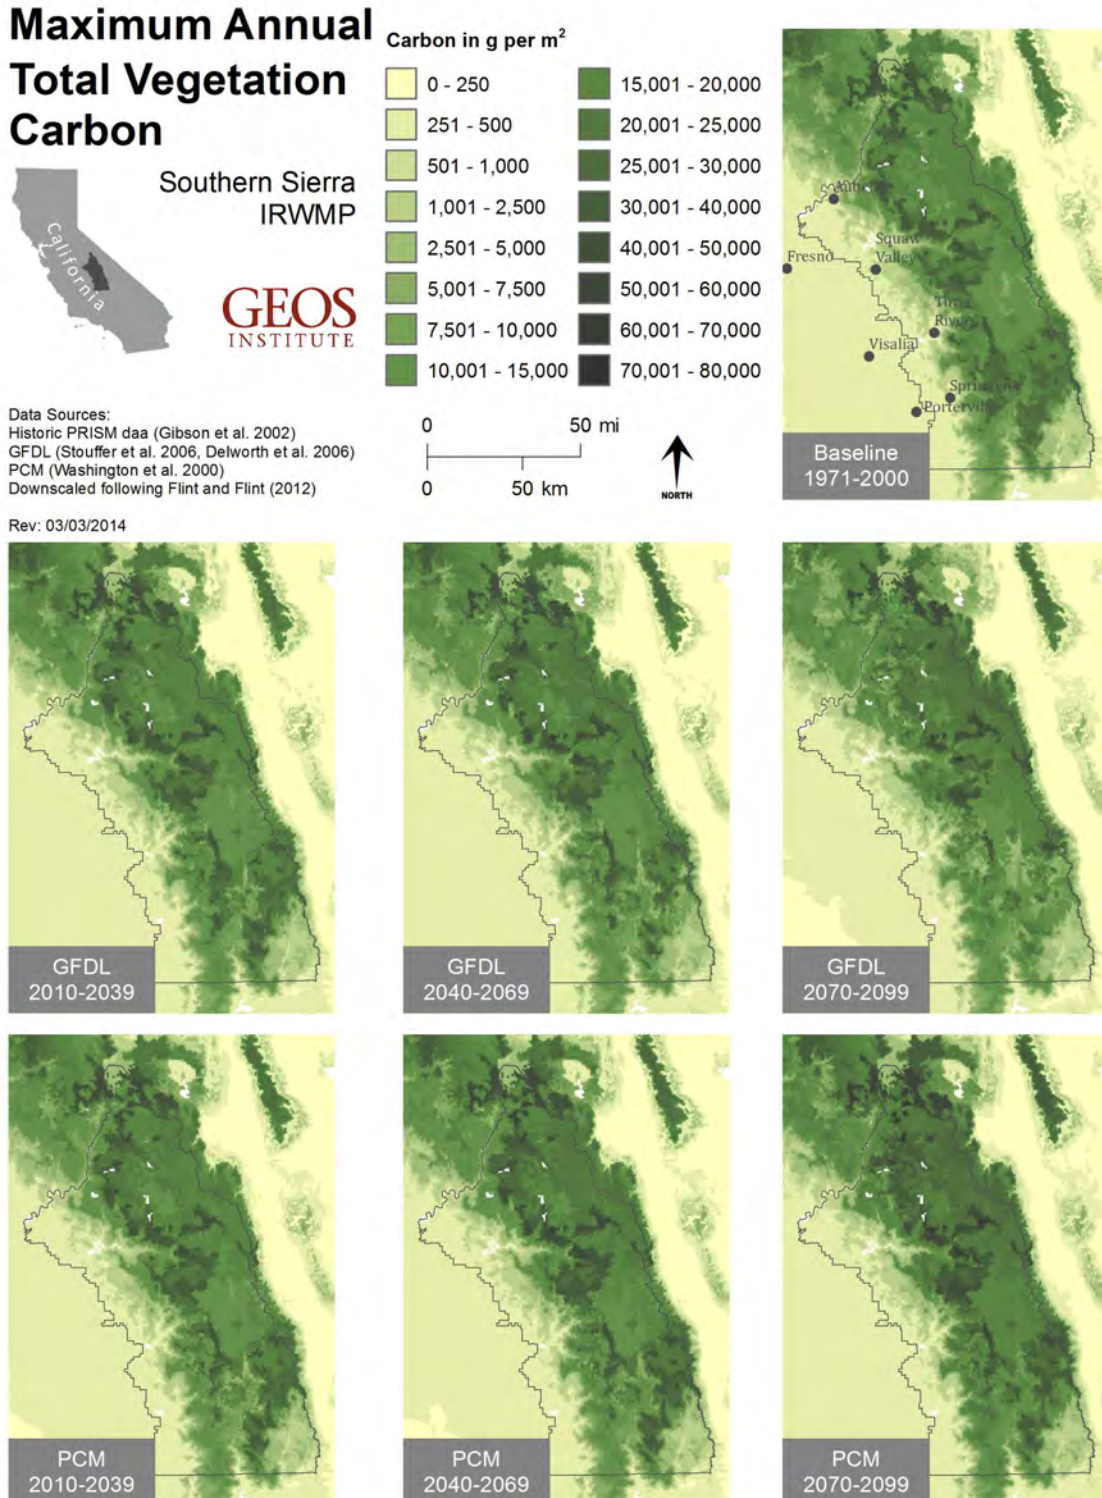 Maximum Annual
Total Vegetation
Carbon
Southern Sierra
IRWMP
California
GEOS
INSTITUTE
Carbon in g per m²
0 - 250
251 - 500
501 - 1,000
1,001 - 2,500
2,501 - 5,000
5,001 - 7,500
7,501 - 10,000
10,001 - 15,000
15,001 - 20,000
20,001 - 25,000
25,001 - 30,000
30,001 - 40,000
40,001 - 50,000
50,001 - 60,000
60,001 - 70,000
70,001 - 80,000
Data Sources:
Historic PRISM daa (Gibson et al. 2002)
GFDL (Stouffer et al. 2006, Delworth et al. 2006)
PCM (Washington et al. 2000)
Downscaled following Flint and Flint (2012)
Rev: 03/03/2014
0 50 mi
0 50 km
NORTH
Squaw
Valley
Fresno
Three
Rivers
Visalia
Springville
Porterville
Baseline
1971-2000
GFDL
2010-2039
GFDL
2040-2069
GFDL
2070-2099
PCM
2010-2039
PCM
2040-2069
PCM
2070-2099